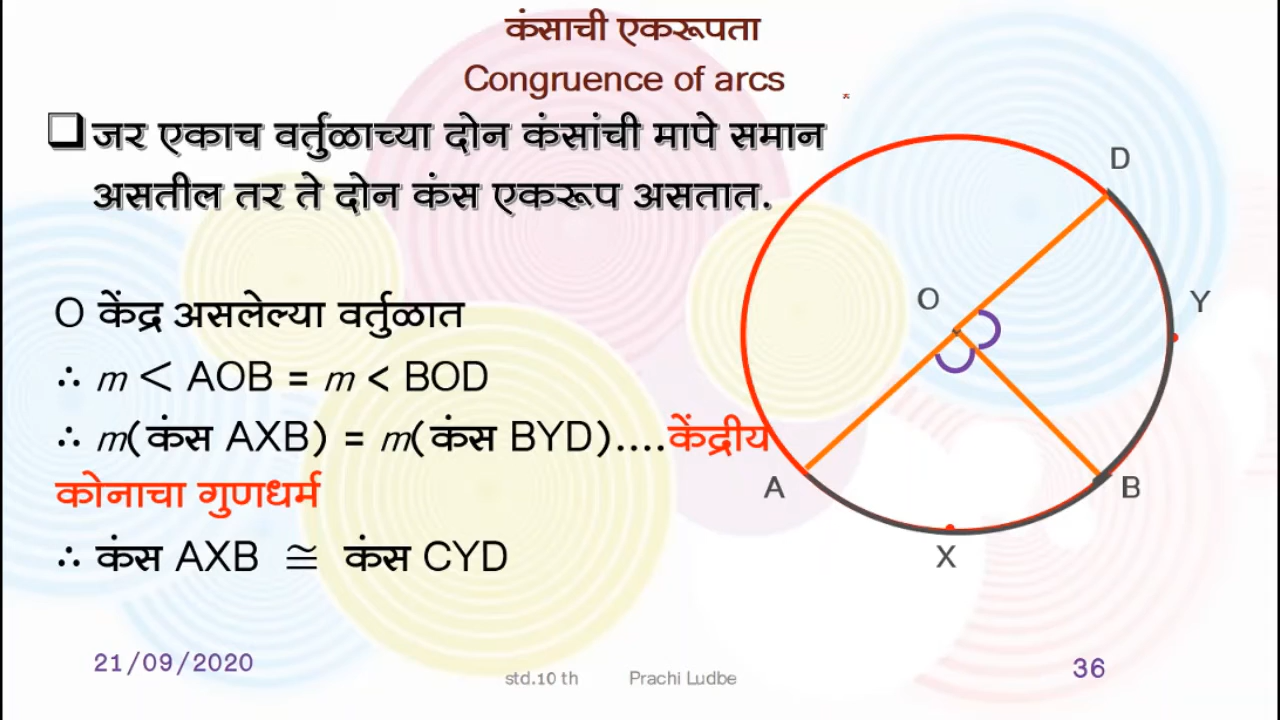 कंसाची एकरूपता
Congruence of arcs
❑जर एकाच वर्तुळाच्या दोन कंसांची मापे समान
असतील तर ते दोन कंस एकरूप असतात.
O केंद्र असलेल्या वर्तुळात
∴ m < AOB = m < BOD
∴ m(कंस AXB) = m(कंस BYD)....केंद्रीय
कोनाचा गुणधर्म
∴ कंस AXB ≅ कंस CYD
D
O
Y
A
B
X
21/09/2020
std.10 th Prachi Ludbe
36